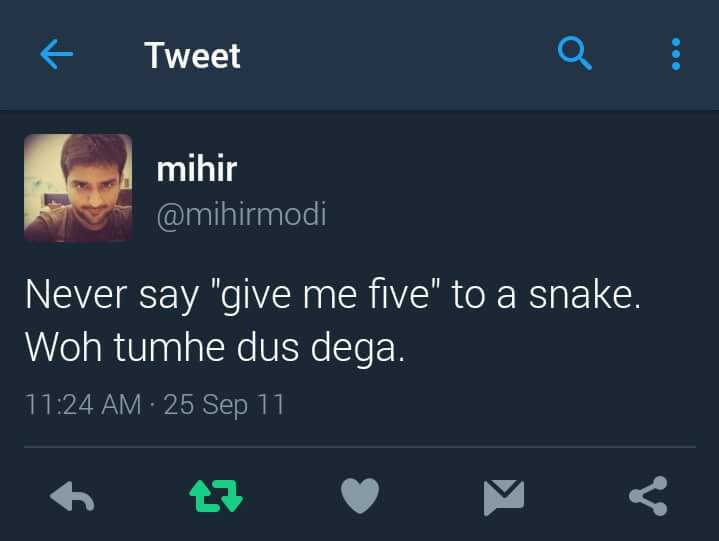 Tweet
mihir
@mihirmodi
Never say "give me five" to a snake.
Woh tumhe dus dega.
11:24 AM · 25 Sep 11